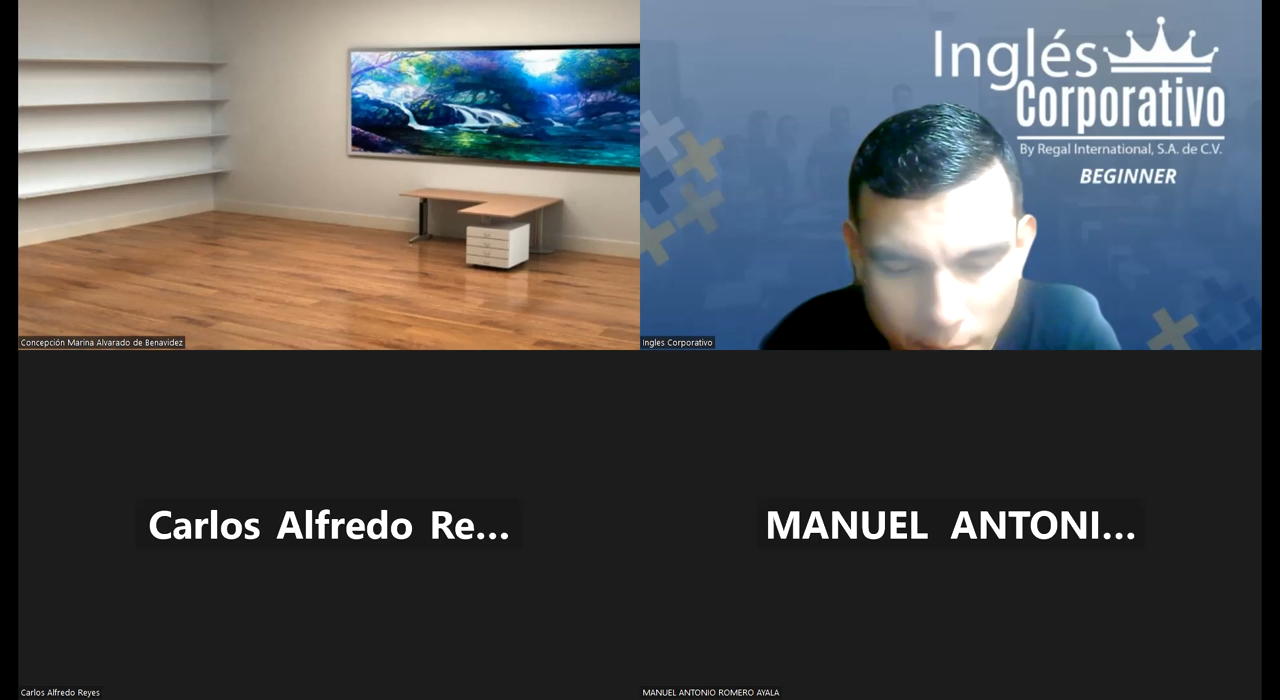 Inglés
Corporativo
By Regal International, S.A. de C.V.
BEGINNER
Concepción Marina Alvarado de Benavidez
Ingles Corporativo
Carlos Alfredo Re...
MANUEL ANTONI...
Carlos Alfredo Reyes
MANUEL ANTONIO ROMERO AYALA